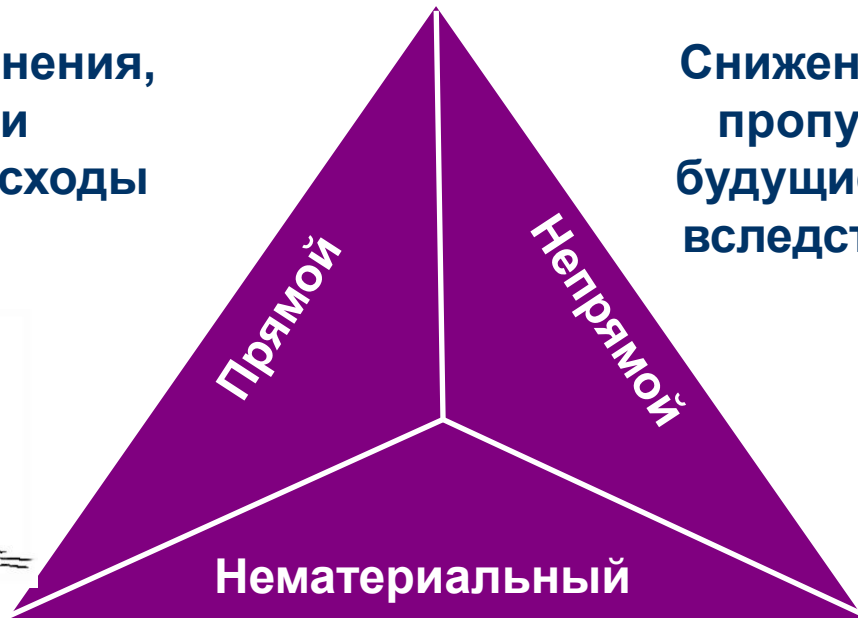 нения,
и
сходы
Снижен
пропу
будущи
вследст
Прямой
Непрямой
Нематериальный